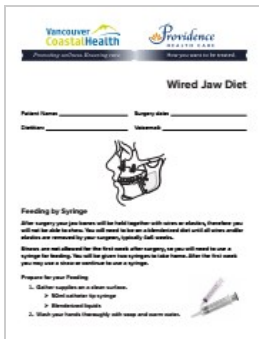 Vancouver
CoastalHealth
Providence
HEALTH CARE
Promoting wellness. Ensuring care.
How you want to be treated.
Wired Jaw Diet
Patient Name:
Surgery date:
Dietitian:
Voicemail:
Feeding by Syringe
After surgery your jaw bones will be held together with wires or elastics, therefore you
will not be able to chew. You will need to be on a blenderized diet until all wires and/or
elastics are removed by your surgeon, typically 6-8 weeks.
Straws are not allowed for the first week after surgery, so you will need to use a
syringe for feeding. You will be given two syringes to take home. After the first week
you may use a straw or continue to use a syringe.
Prepare for your Feeding
1. Gather supplies on a clean surface.
➤ 50ml catheter tip syringe
➤ Blenderized liquids
2. Wash your hands thoroughly with soap and warm water.